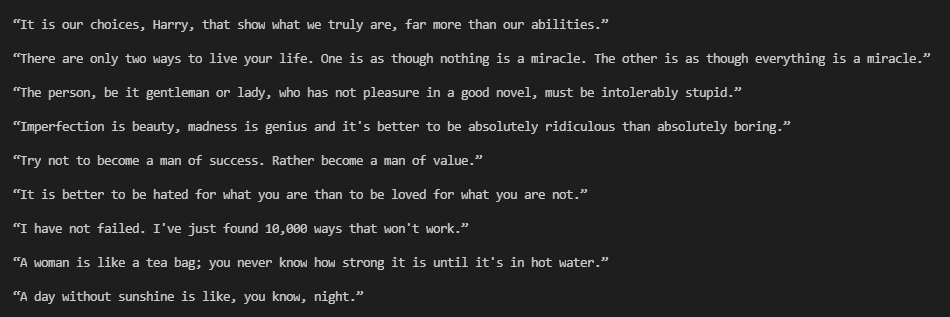 “It is our choices, Harry, that show what we truly are, far more than our abilities.”
“There are only two ways to live your life. One is as though nothing is a miracle. The other is as though everything is a miracle.”
“The person, be it gentleman or lady, who has not pleasure in a good novel, must be intolerably stupid.”
“Imperfection is beauty, madness is genius and it's better to be absolutely ridiculous than absolutely boring.”
“Try not to become a man of success. Rather become a man of value.”
“It is better to be hated for what you are than to be loved for what you are not.”
“I have not failed. I've just found 10,000 ways that won't work.”
“A woman is like a tea bag; you never know how strong it is until it's in hot water.”
“A day without sunshine is like, you know, night.”